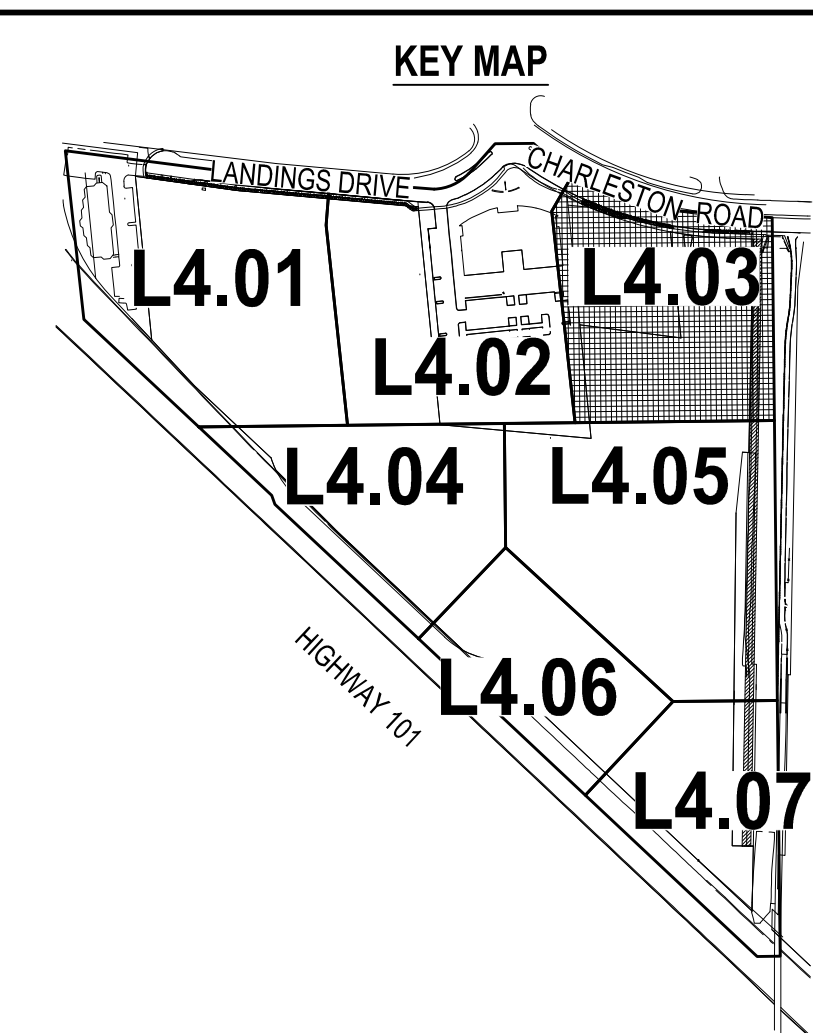 KEY MAP
LANDINGS DRIVE
CHARLESTON ROAD
L4.01
L4.02
L4.03
L4.04
L4.05
HIGHWAY 101
L4.06
L4.07